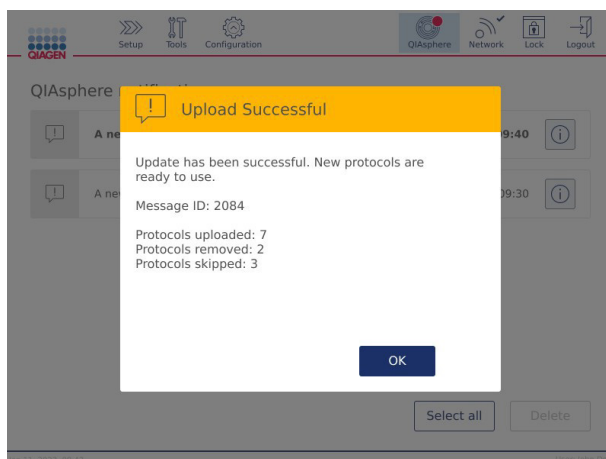 Setup Tools Configuration QIAsphere Network Lock Logout
QIAGEN
QIAsphere
Upload Successful
A ne 9:40
Update has been successful. New protocols are
ready to use.
A ne 09:30
Message ID: 2084
Protocols uploaded: 7
Protocols removed: 2
Protocols skipped: 3
OK
Select all Delete